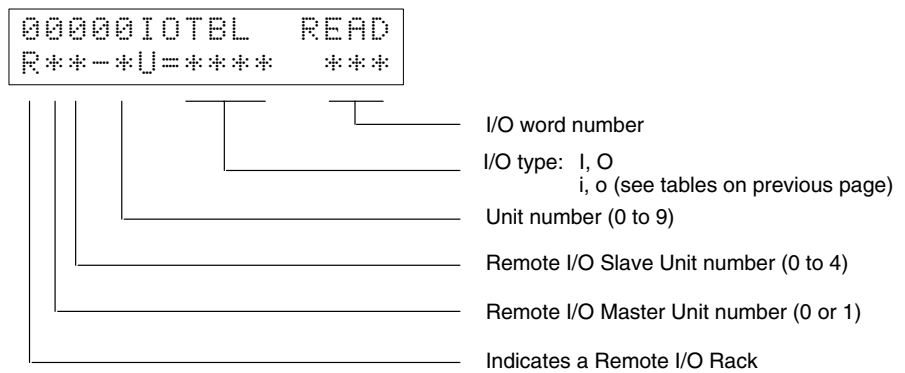 00000IOTBL READ
R**-*U=**** ***
I/O word number
I/O type: I, O
i, o (see tables on previous page)
Unit number (0 to 9)
Remote I/O Slave Unit number (0 to 4)
Remote I/O Master Unit number (0 or 1)
Indicates a Remote I/O Rack